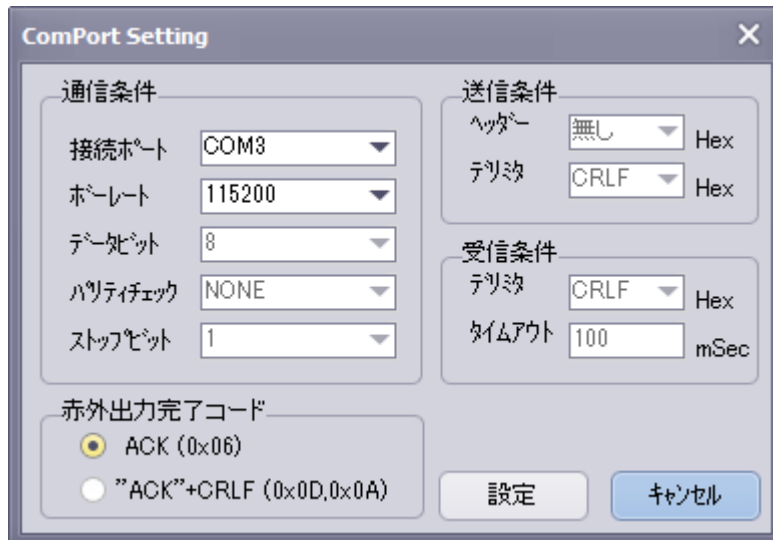 ComPort Setting
通信条件
接続ﾎﾟｰﾄ COM3
ﾎﾞｰﾚｰﾄ 115200
ﾃﾞｰﾀﾋﾞｯﾄ 8
ﾊﾟﾘﾃｨﾁｪｯｸ NONE
ｽﾄｯﾌﾟﾋﾞｯﾄ 1
送信条件
ﾍｯﾀﾞｰ 無し Hex
ﾃﾞﾘﾐﾀ CRLF Hex
受信条件
ﾃﾞﾘﾐﾀ CRLF Hex
ﾀｲﾑｱｳﾄ 100 mSec
赤外出力完了コード
ACK (0x06)
"ACK"+CRLF (0x0D,0x0A)
設定 ｷｬﾝｾﾙ